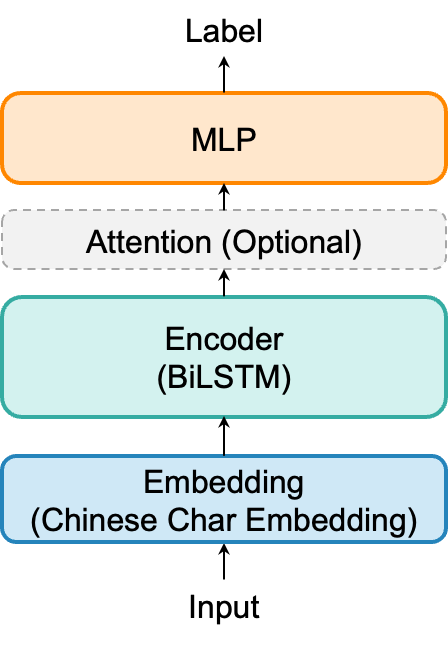 Label
MLP
Attention (Optional)
Encoder
(BiLSTM)
Embedding
(Chinese Char Embedding)
Input